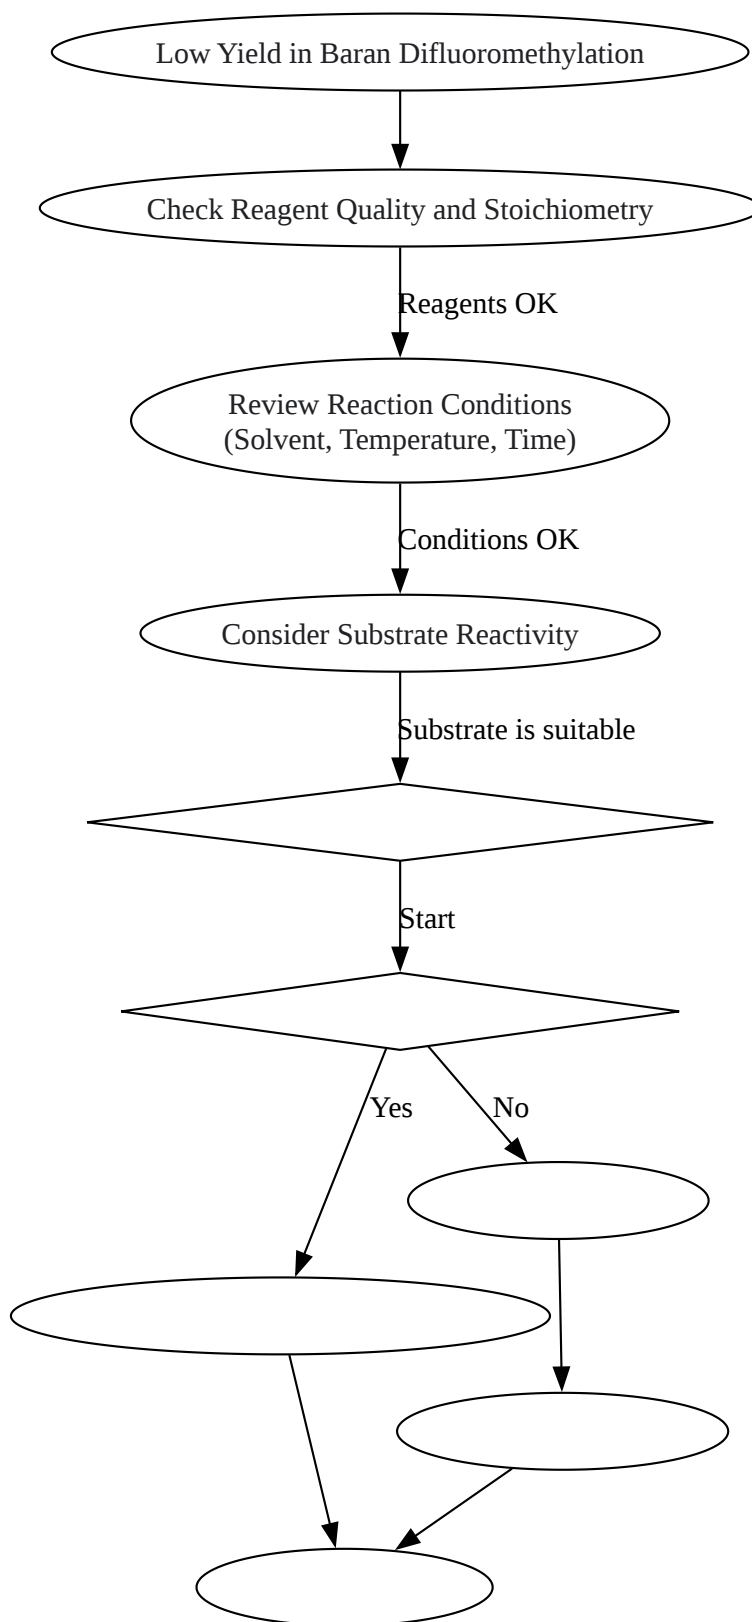 Low Yield in Baran Difluoromethylation
Check Reagent Quality and Stoichiometry
Reagents OK
Review Reaction Conditions
(Solvent, Temperature, Time)
Conditions OK
Consider Substrate Reactivity
Substrate is suitable
Start
Yes
No